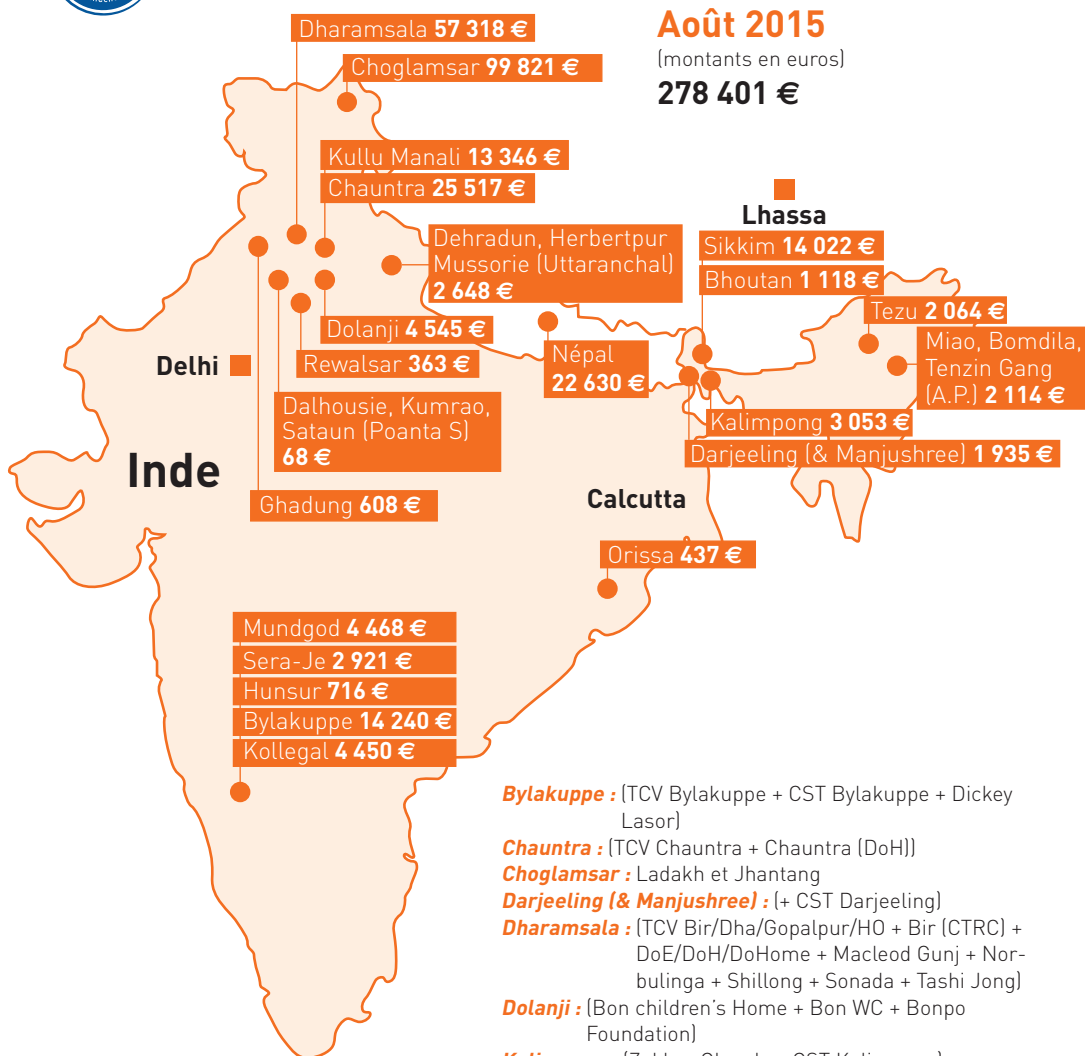 Août 2015
(montants en euros)
278 401 €
Dharamsala 57 318 €
Choglamsar 99 821 €
Kullu Manali 13 346 €
Chauntra 25 517 €
Dehradun, Herbertpur
Mussorie (Uttaranchal)
2 648 €
Lhassa
Sikkim 14 022 €
Bhoutan 1 118 €
Tezu 2 064 €
Miao, Bomdila,
Tenzin Gang
(A.P.) 2 114 €
Dolanji 4 545 €
Rewalsar 363 €
Népal
22 630 €
Delhi
Dalhousie, Kumrao,
Sataun (Poanta S)
68 €
Kalimpong 3 053 €
Darjeeling (& Manjushree) 1 935 €
Inde
Ghadung 608 €
Calcutta
Orissa 437 €
Mundgod 4 468 €
Sera-Je 2 921 €
Hunsur 716 €
Bylakuppe 14 240 €
Kollegal 4 450 €
Bylakuppe : (TCV Bylakuppe + CST Bylakuppe + Dickey
Lasor)
Chauntra : (TCV Chauntra + Chauntra (DoH))
Choglamsar : Ladakh et Jhantang
Darjeeling (& Manjushree) : (+ CST Darjeeling)
Dharamsala : (TCV Bir/Dha/Gopalpur/HO + Bir (CTRC) +
DoE/DoH/DoHome + Macleod Gunj + Nor-
bulinga + Shillong + Sonada + Tashi Jong)
Dolanji : (Bon children's Home + Bon WC + Bonpo
Foundation)